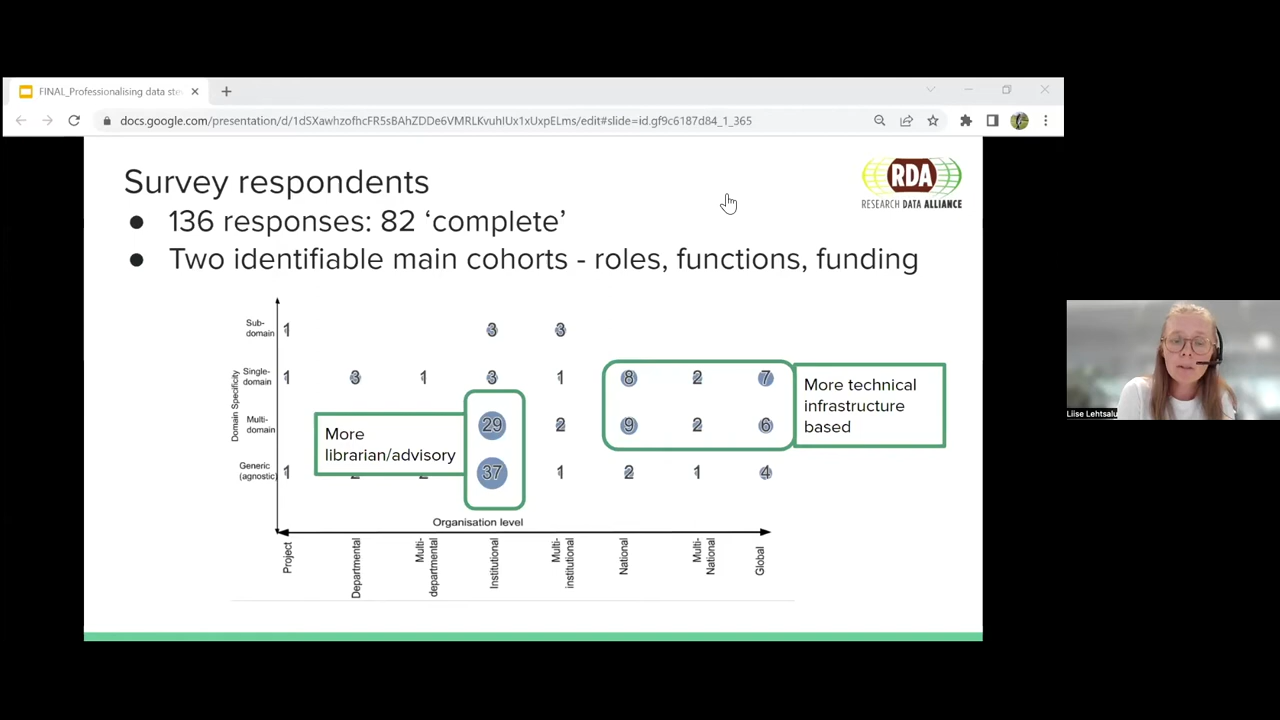 FINAL_Professionalising data ste
docs.google.com/presentation/d/1dSXawhzofhcFR5sBAhZDDe6VMRLKvuhIUx1xUxpELms/edit#slide=id.gf9c6187d84_1_365
Survey respondents
RDA
RESEARCH DATA ALLIANCE
● 136 responses: 82 ‘complete’
● Two identifiable main cohorts - roles, functions, funding
Domain Specificity
Sub-
domain
1 3 3
Single-
domain
1 3 1 3 1 8 2 7
Multi-
domain
29 2 9 2 6
Generic
(agnostic)
1 2 2 37 1 2 1 4
More
librarian/advisory
More technical
infrastructure
based
Organisation level
Project
Departmental
Multi-
departmental
Institutional
Multi-
institutional
National
Multi-
National
Global
Liise Lehtsalu